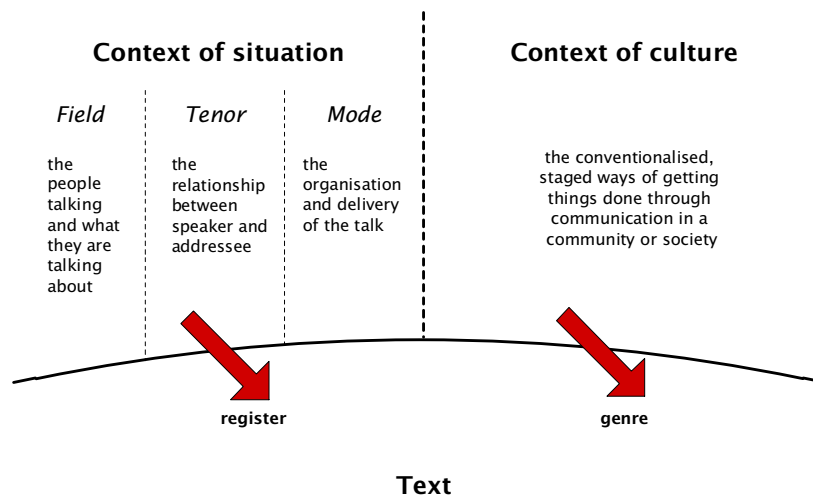 Context of situation
Context of culture
Field
Tenor
Mode
the
people
talking
and what
they are
talking
about
the
relationship
between
speaker and
addressee
the
organisation
and delivery
of the talk
the conventionalised,
staged ways of getting
things done through
communication in a
community or society
register
genre
Text